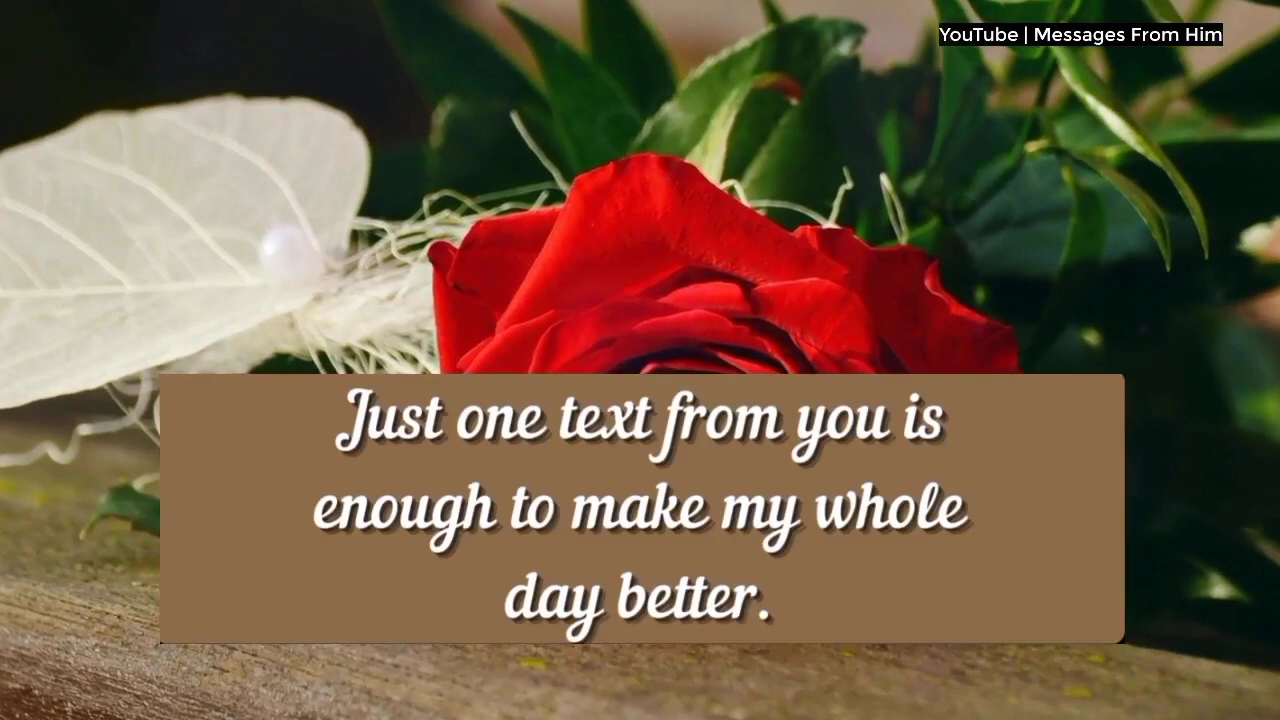 YouTube | Messages From Him
Just one text from you is
enough to make my whole
day better.